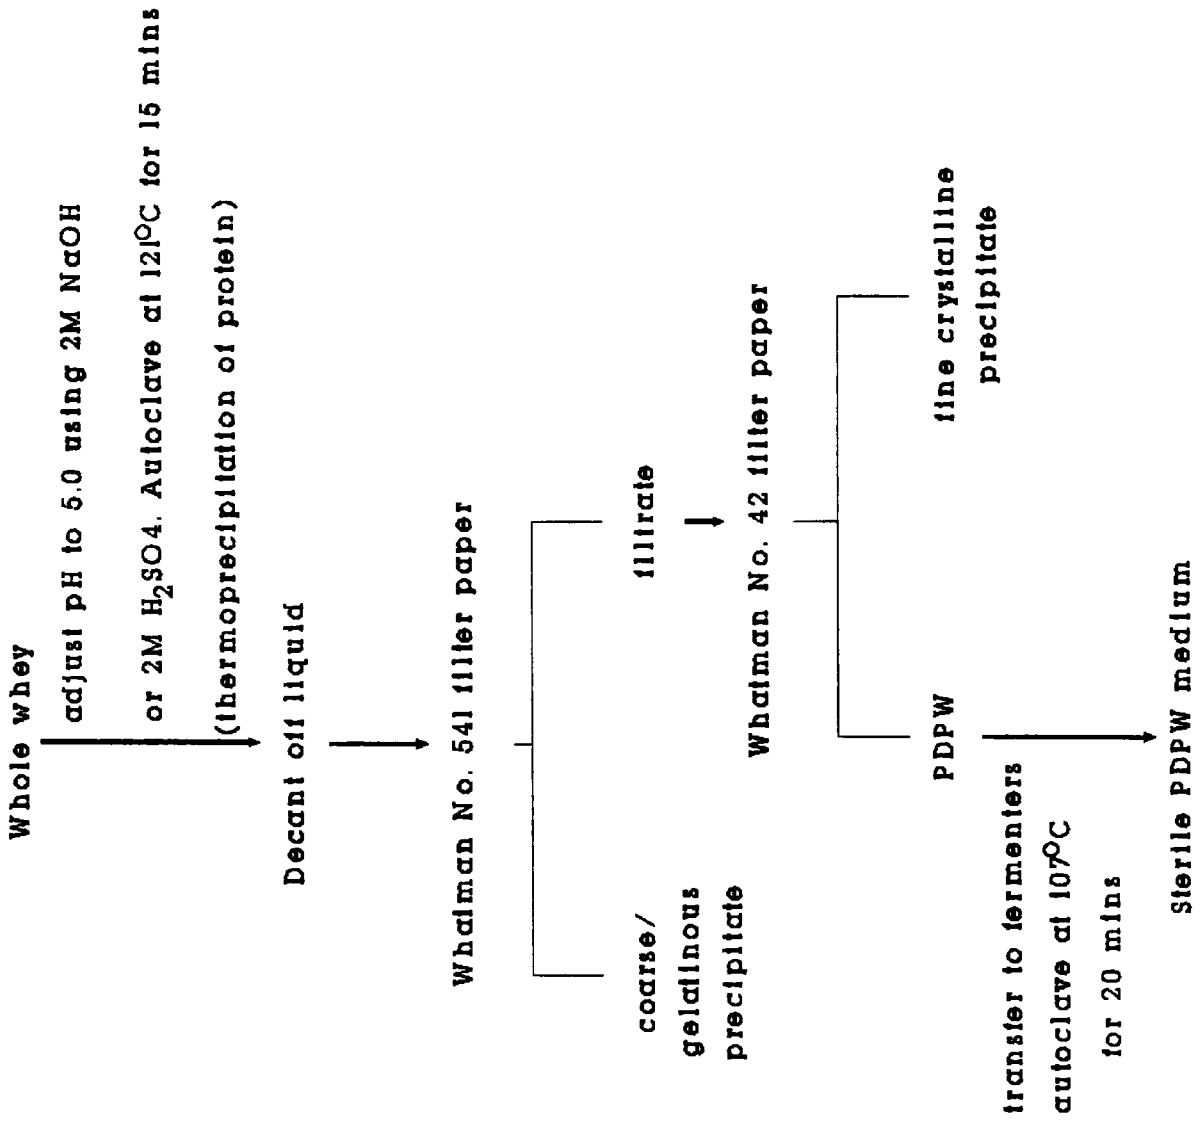 Whole whey
adjust pH to 5.0 using 2M NaOH
or 2M H₂SO4. Autoclave at 121°C for 15 mins
(thermoprecipitation of protein)
Decant off liquid
Whatman No. 541 filter paper
coarse/
gelatinous
precipitate
filtrate
Whatman No. 42 filter paper
PDPW
fine crystalline
precipitate
transfer to fermenters
autoclave at 107°C
for 20 mins
Sterile PDPW medium